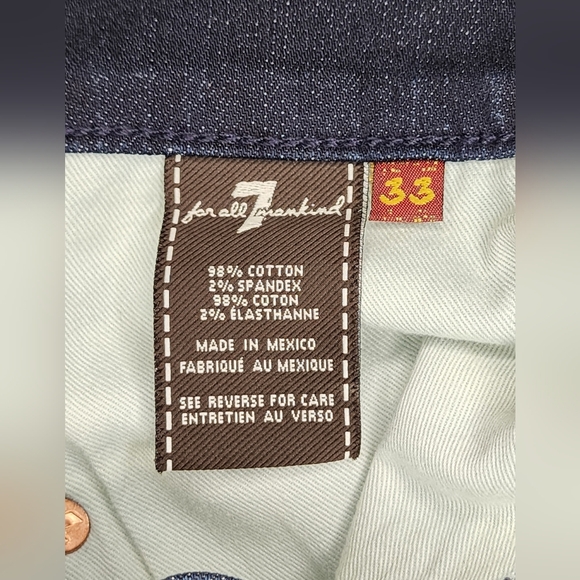 7
for all mankind
33
98% COTTON
2% SPANDEX
98% COTON
2% ÉLASTHANNE
MADE IN MEXICO
FABRIQUÉ AU MEXIQUE
SEE REVERSE FOR CARE
ENTRETIEN AU VERSO